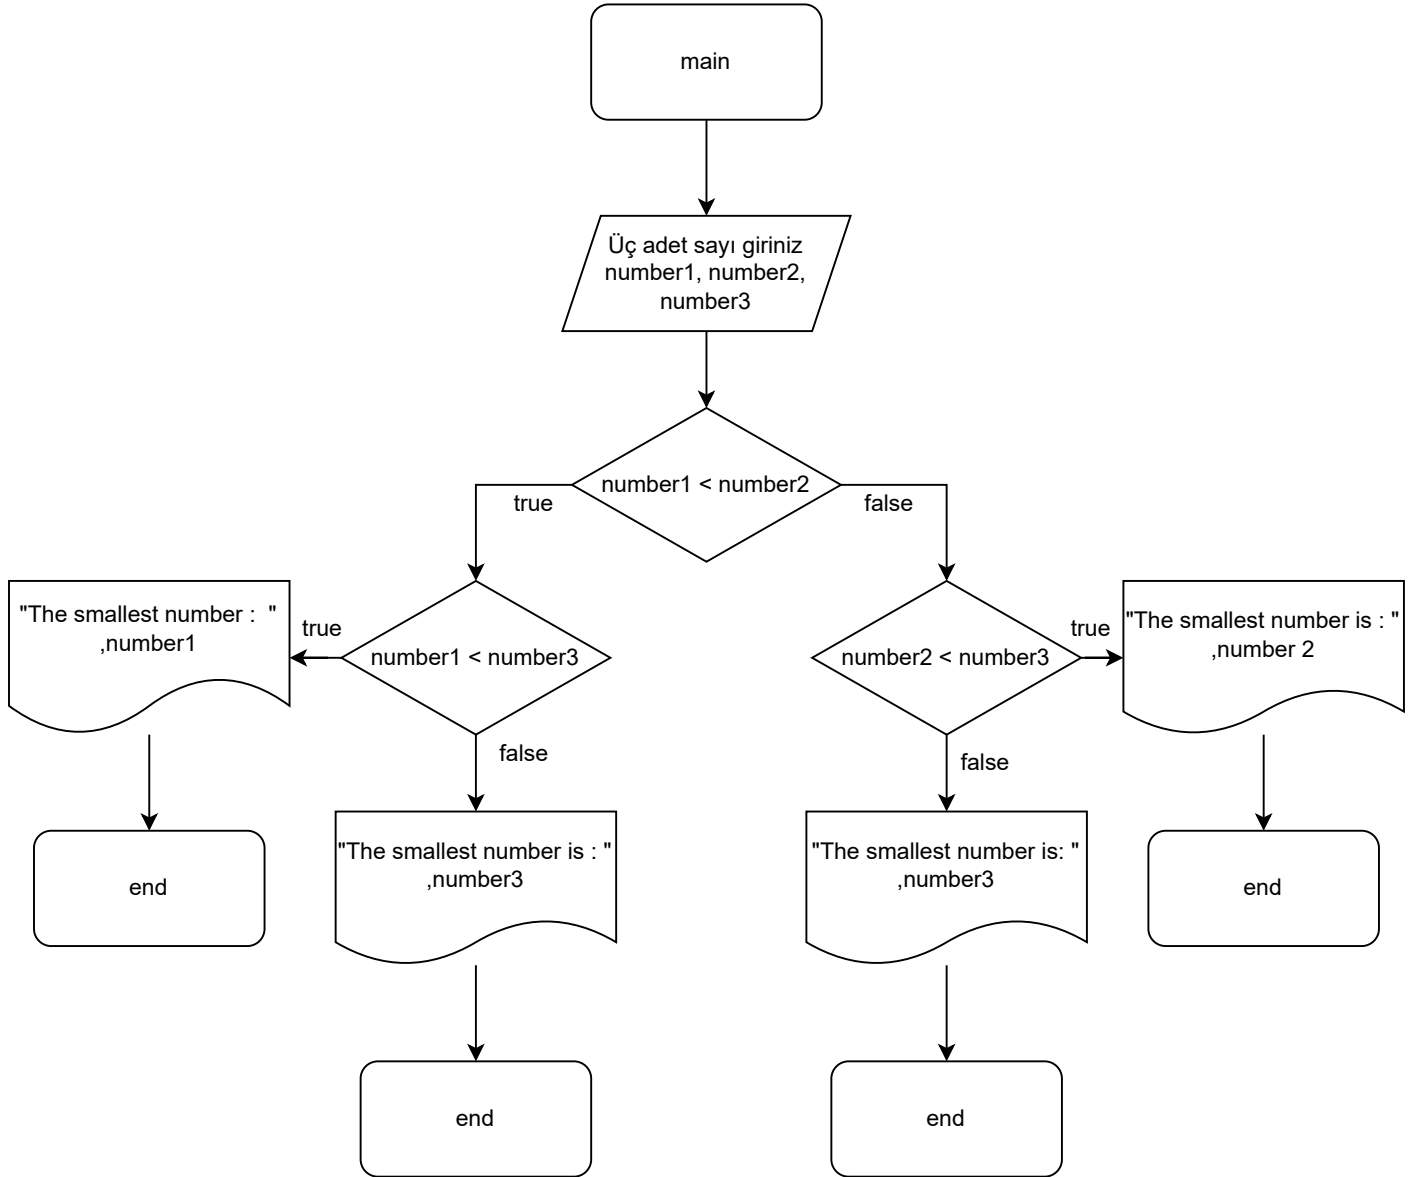 main
Üç adet sayı giriniz
number1, number2,
number3
number1 < number2
true
false
"The smallest number :  "
,number1
true
number1 < number3
number2 < number3
true
"The smallest number is : "
,number 2
false
false
"The smallest number is : "
,number3
"The smallest number is: "
,number3
end
end
end
end